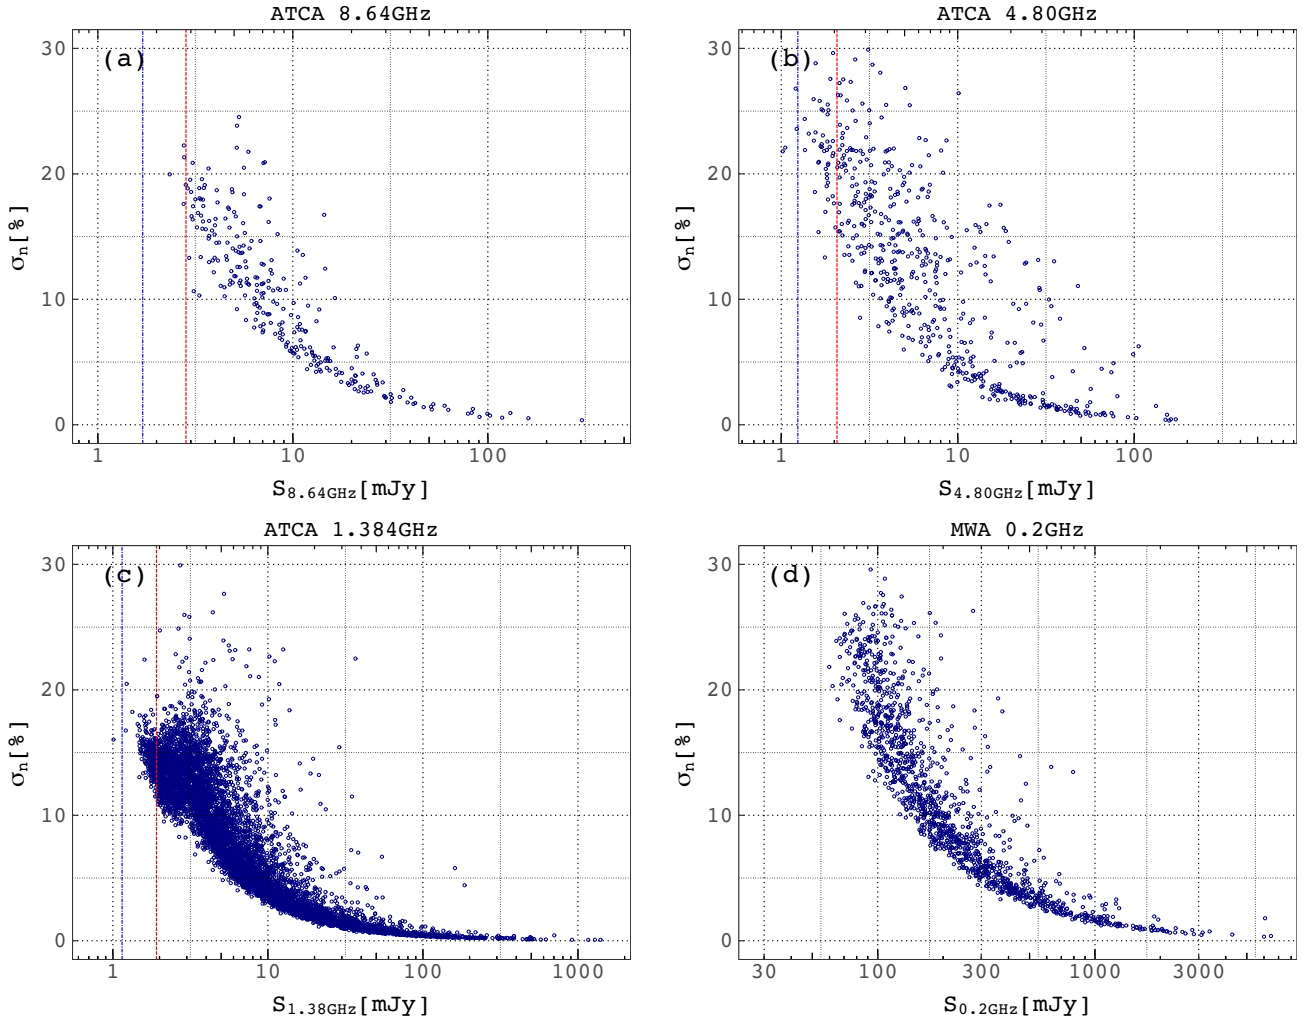 ATCA 8.64GHz
(a)
σn[%]
30
20
10
0
1 10 100
S8.64GHz[mJy]
ATCA 4.80GHz
(b)
σn[%]
30
20
10
0
1 10 100
S4.80GHz[mJy]
ATCA 1.384GHz
(c)
σn[%]
30
20
10
0
1 10 100 1000
S1.38GHz[mJy]
MWA 0.2GHz
(d)
σn[%]
30
20
10
0
30 100 300 1000 3000
S0.2GHz[mJy]